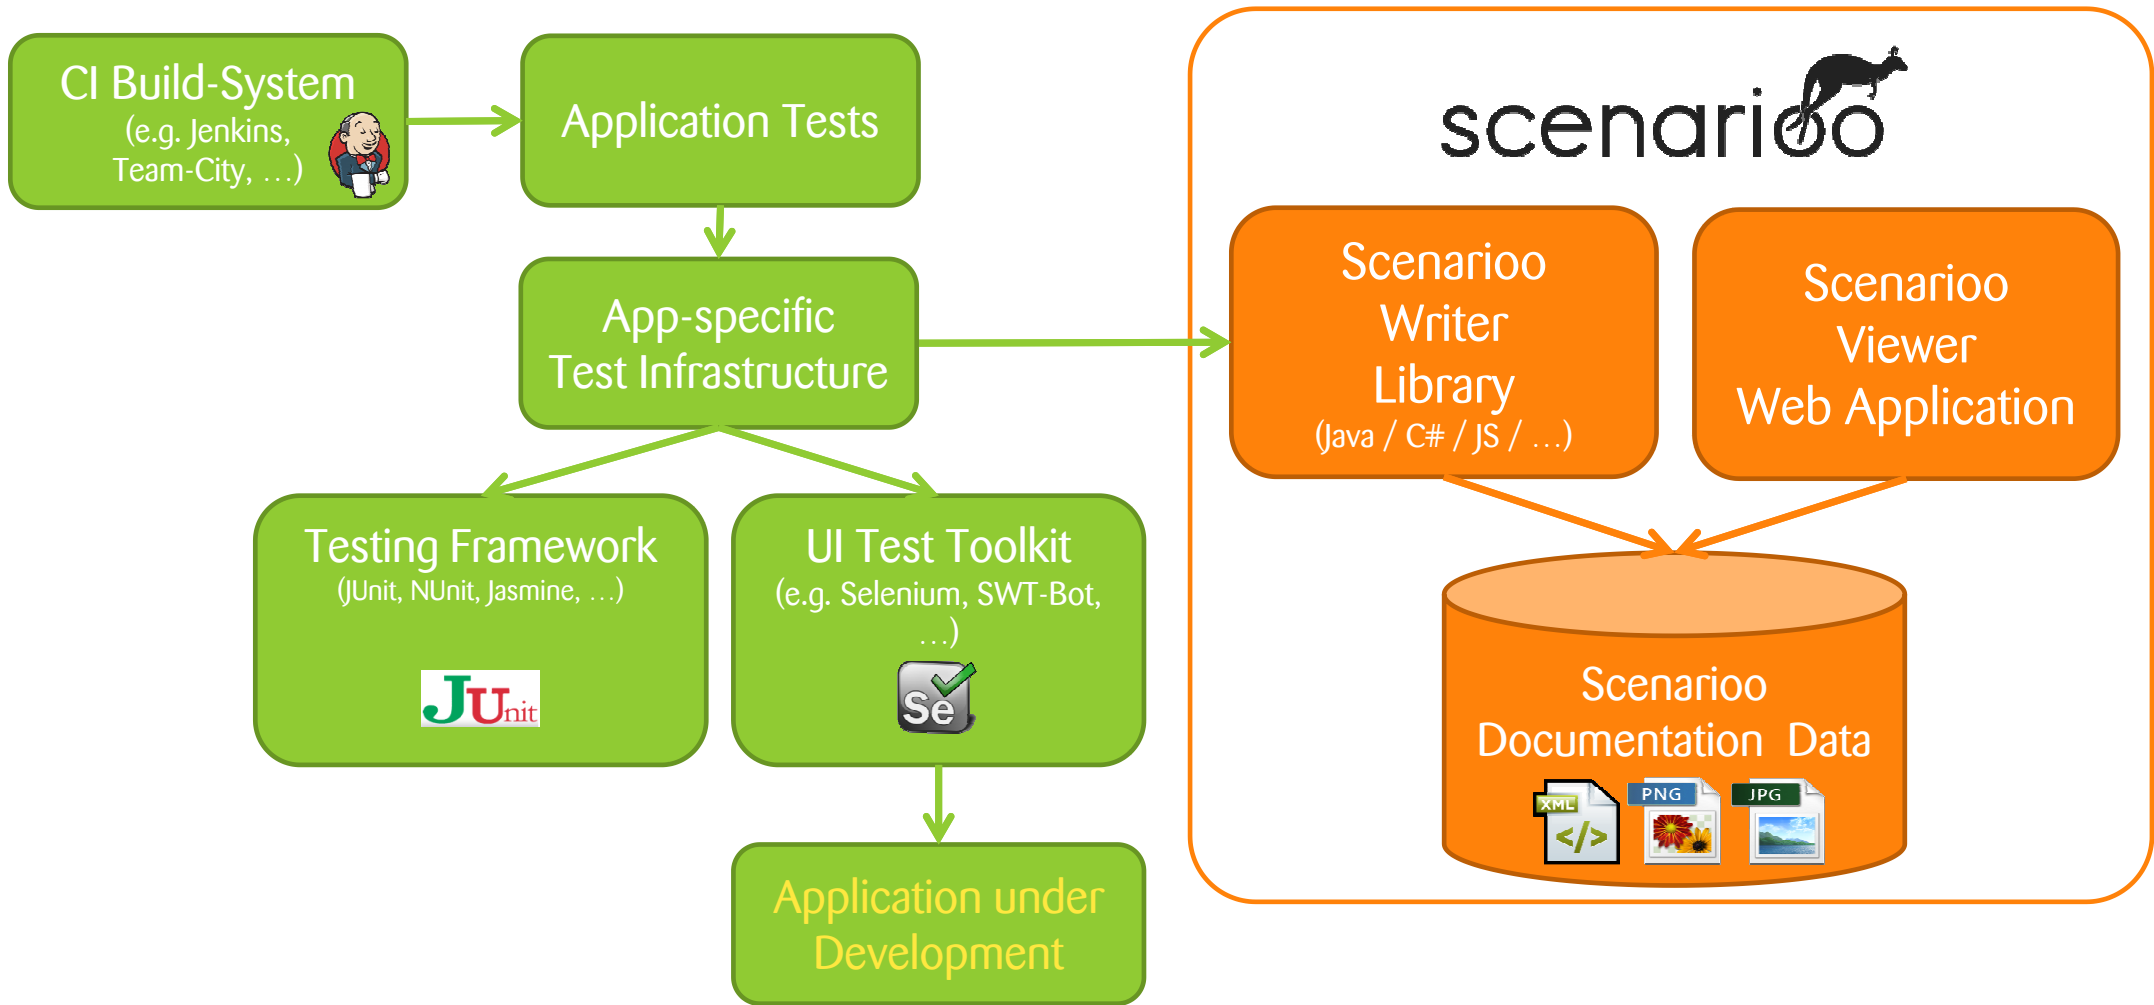 CI Build-System
(e.g. Jenkins,
Team-City, …)
Application Tests
App-specific
Test Infrastructure
Testing Framework
(JUnit, NUnit, Jasmine, …)
JUnit
UI Test Toolkit
(e.g. Selenium, SWT-Bot,
…)
Se
Application under
Development
scenarioo
Scenarioo
Writer
Library
(Java / C# / JS / …)
Scenarioo
Viewer
Web Application
Scenarioo
Documentation Data
XML
</>
PNG
JPG